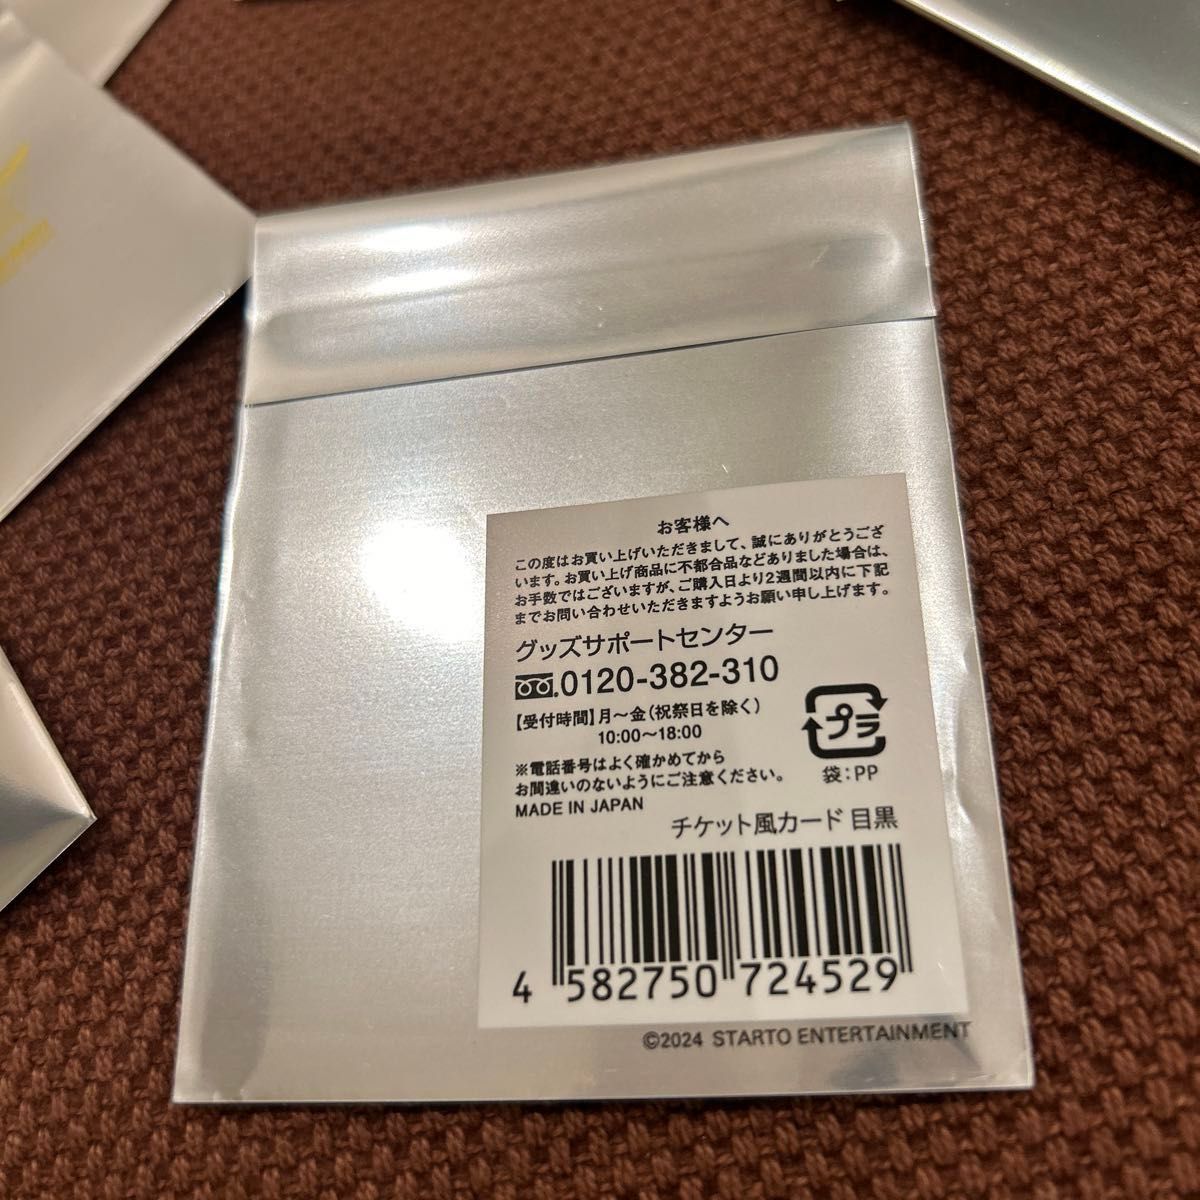 お客様へ
この度はお買い上げいただきまして、誠にありがとうござ
います。お買い上げ商品に不都合品などありました場合は、
お手数ではございますが、ご購入日より2週間以内に下記
までお問い合わせいただきますようお願い申し上げます。
グッズサポートセンター
0120-382-310
【受付時間】月〜金(祝祭日を除く)
10:00〜18:00
※電話番号はよく確かめてから
お間違いのないようにご注意ください。
MADE IN JAPAN
プラ
袋:PP
チケット風カード 目黒
4 582750 724529
©2024 STARTO ENTERTAINMENT